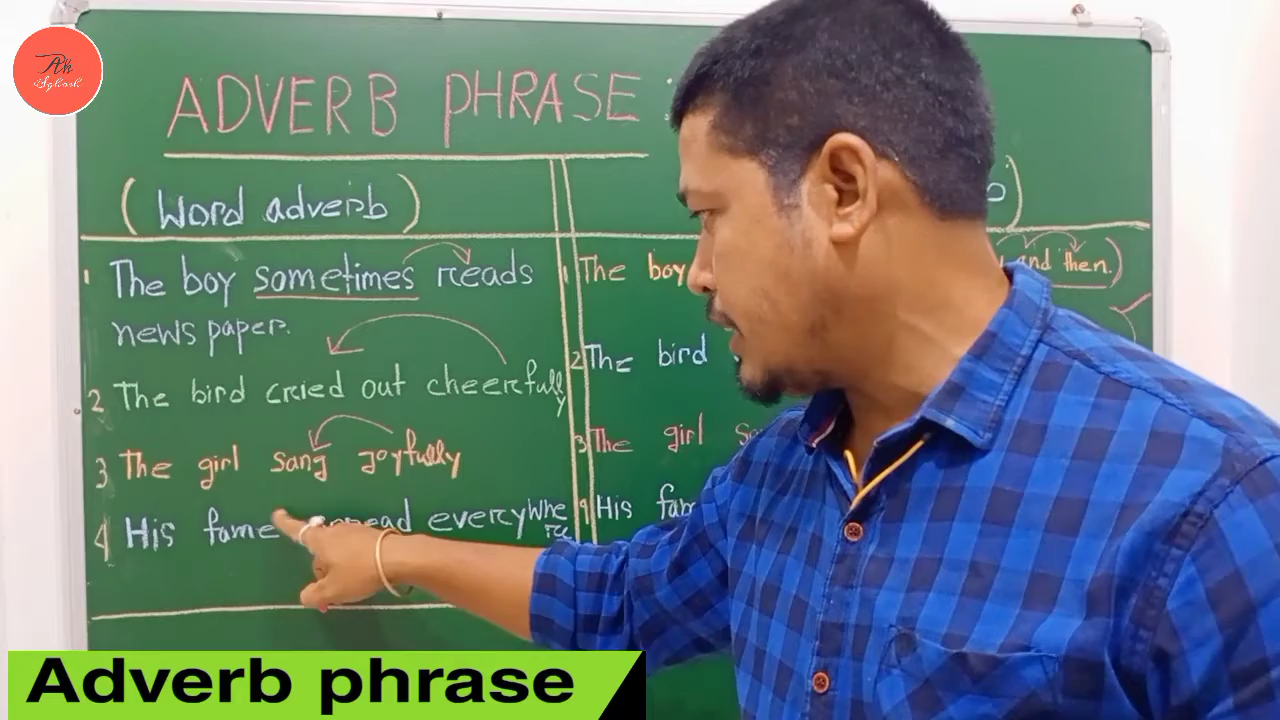 Ak
Sghosh
ADVERB PHRASE :
(Word adverb)
1 The boy sometimes reads
news paper.
2 The bird cried out cheerfully
3 The girl sang Joyfully
4 His fame spread everywhere
1 The boy
and then.)
2 The bird
3 The girl
4 His
Adverb phrase